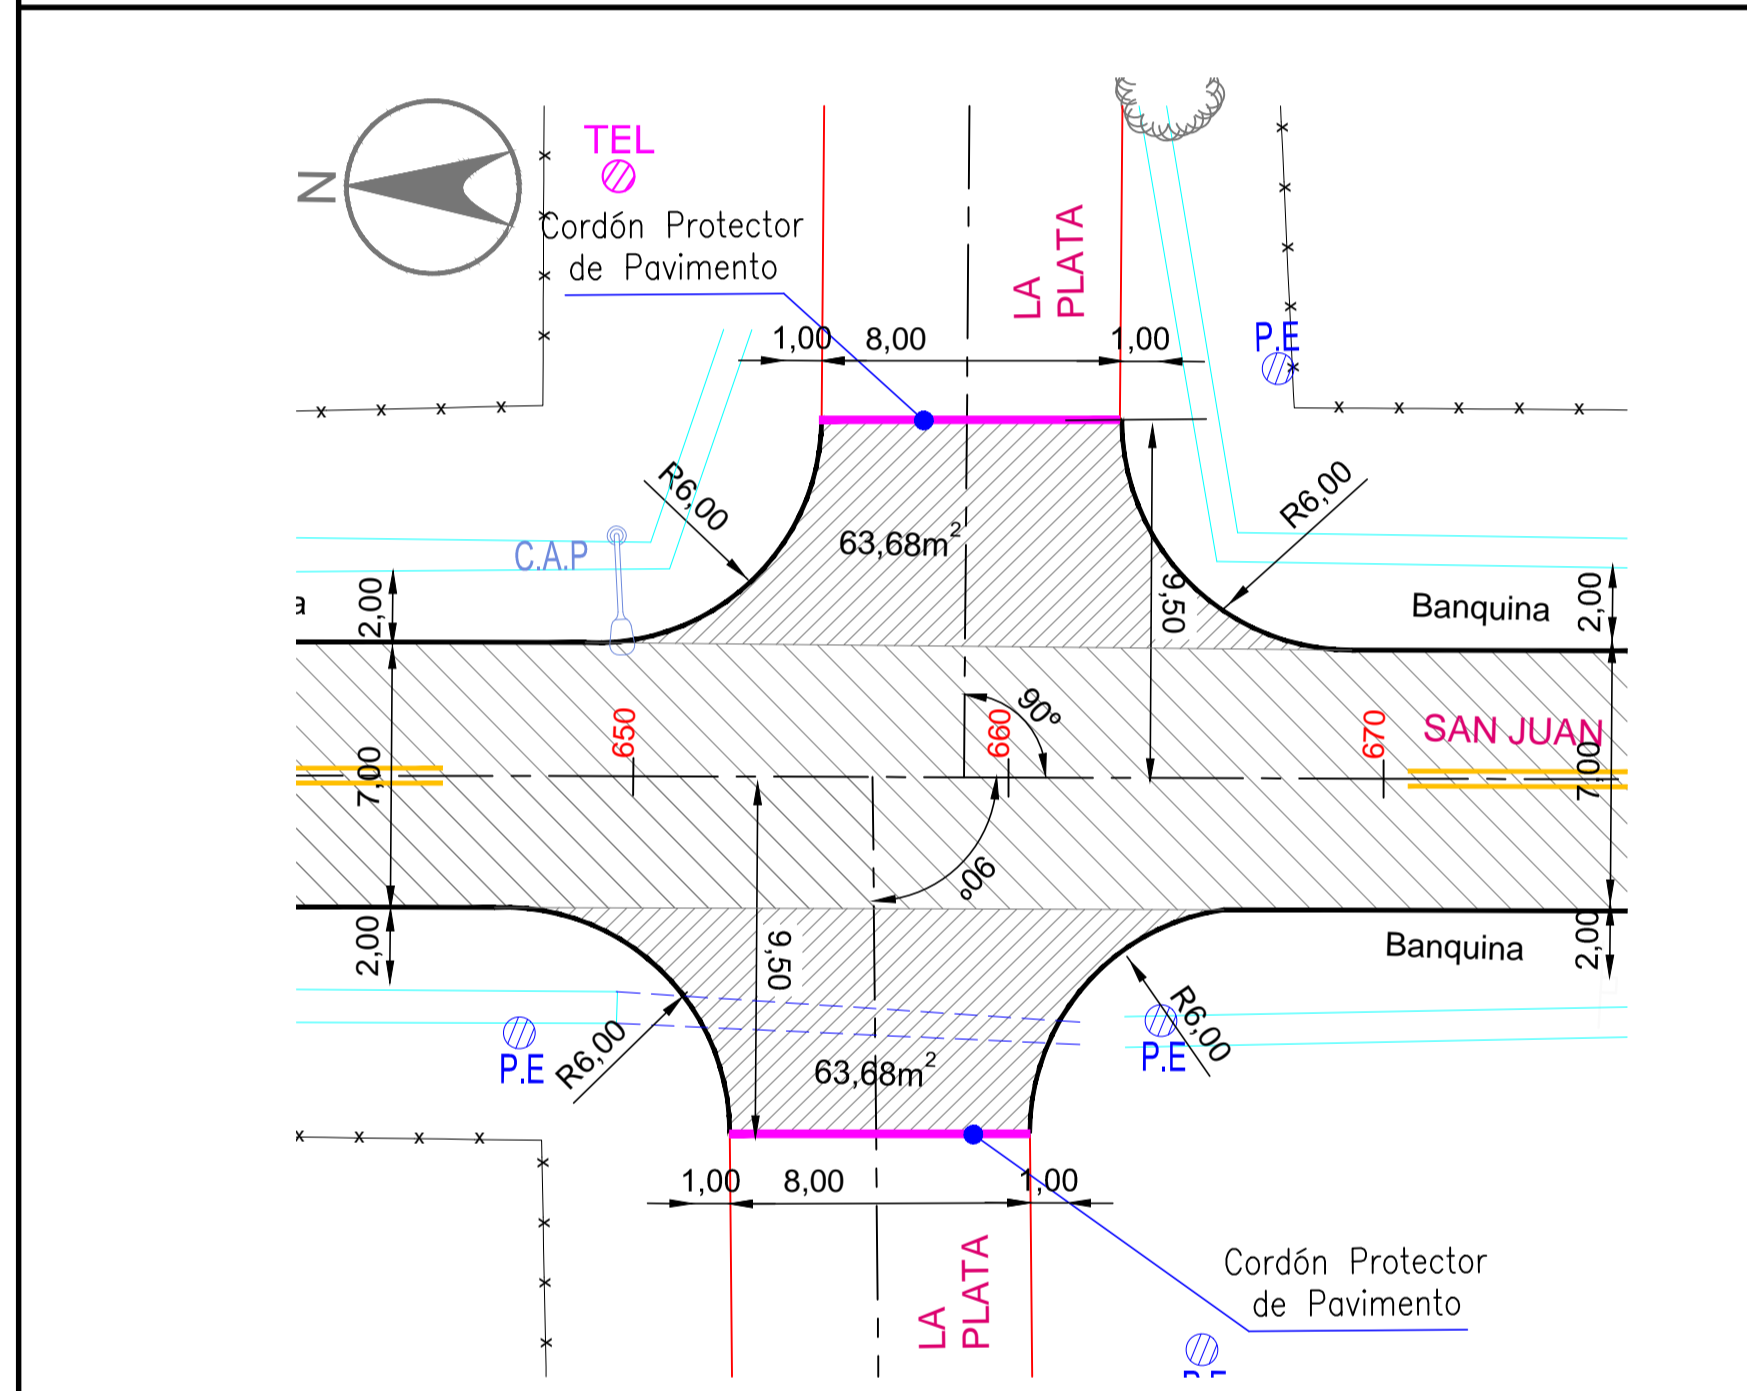 N
TEL
Cordón Protector
de Pavimento
LA
PLATA
1,00
8,00
1,00
P.E
R6,00
R6,00
63,68m²
C.A.P
2,00
a
9,50
Banquina
2,00
90°
650
660
670
SAN JUAN
7,00
7,00
90°
9,50
2,00
Banquina
2,00
R6,00
R6,00
P.E
P.E
63,68m²
1,00
8,00
1,00
LA
PLATA
Cordón Protector
de Pavimento